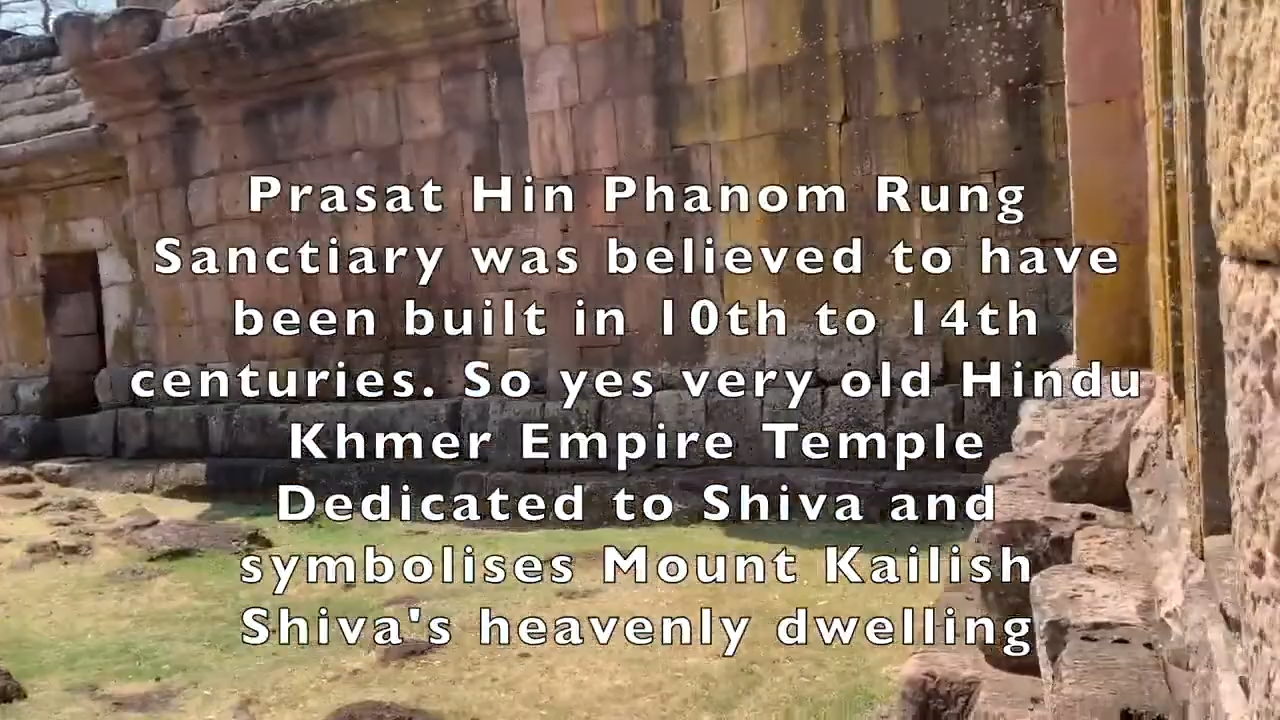 Prasat Hin Phanom Rung
Sanctiary was believed to have
been built in 10th to 14th
centuries. So yes very old Hindu
Khmer Empire Temple
Dedicated to Shiva and
symbolises Mount Kailish
Shiva's heavenly dwelling